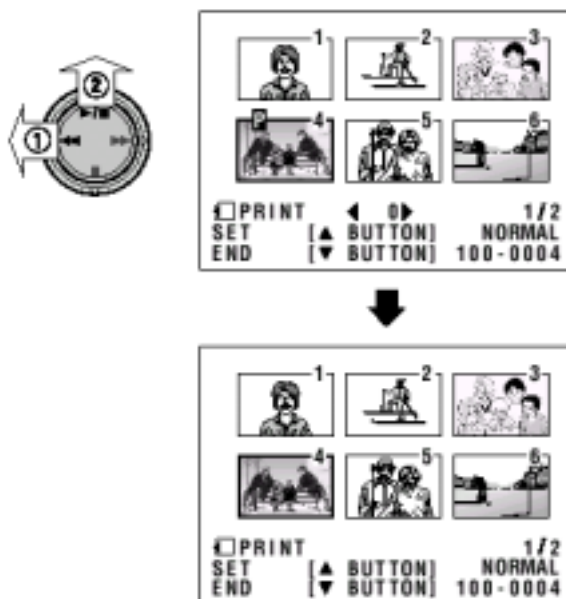 ②
①
1 2 3
P 4 5 6
PRINT ◀ 0▶ 1/2
SET [▲ BUTTON] NORMAL
END [▼ BUTTON] 100-0004
1 2 3
4 5 6
PRINT 1/2
SET [▲ BUTTON] NORMAL
END [▼ BUTTON] 100-0004